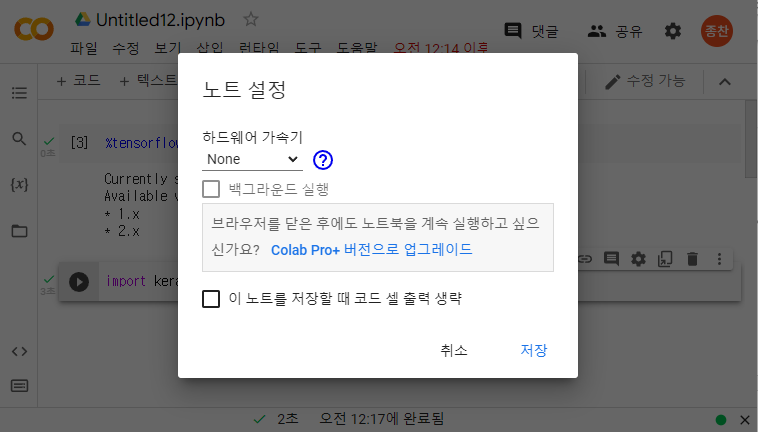 Untitled12.ipynb
파일 수정 보기 삽입 런타임 도구 도움말 오전 12:14 이후
댓글
공유
종찬
+ 코드 + 텍스트
수정 가능
노트 설정
하드웨어 가속기
None
백그라운드 실행
브라우저를 닫은 후에도 노트북을 계속 실행하고 싶으
신가요? Colab Pro+ 버전으로 업그레이드
이 노트를 저장할 때 코드 셀 출력 생략
취소 저장
[3] %tensorflow
0초
Currently s
Available v
* 1.x
* 2.x
import kera
3초
2초 오전 12:17에 완료됨